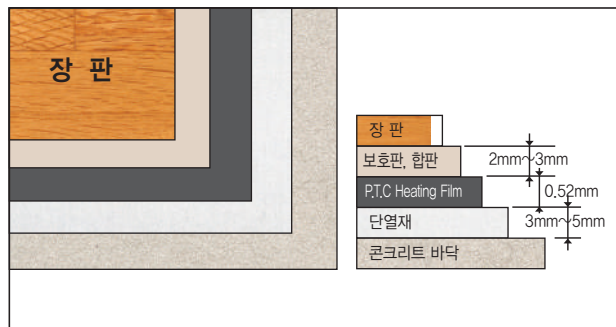 장 판
장 판
보호판, 합판
2mm~3mm
P.T.C Heating Film
0.52mm
단열재
3mm~5mm
콘크리트 바닥